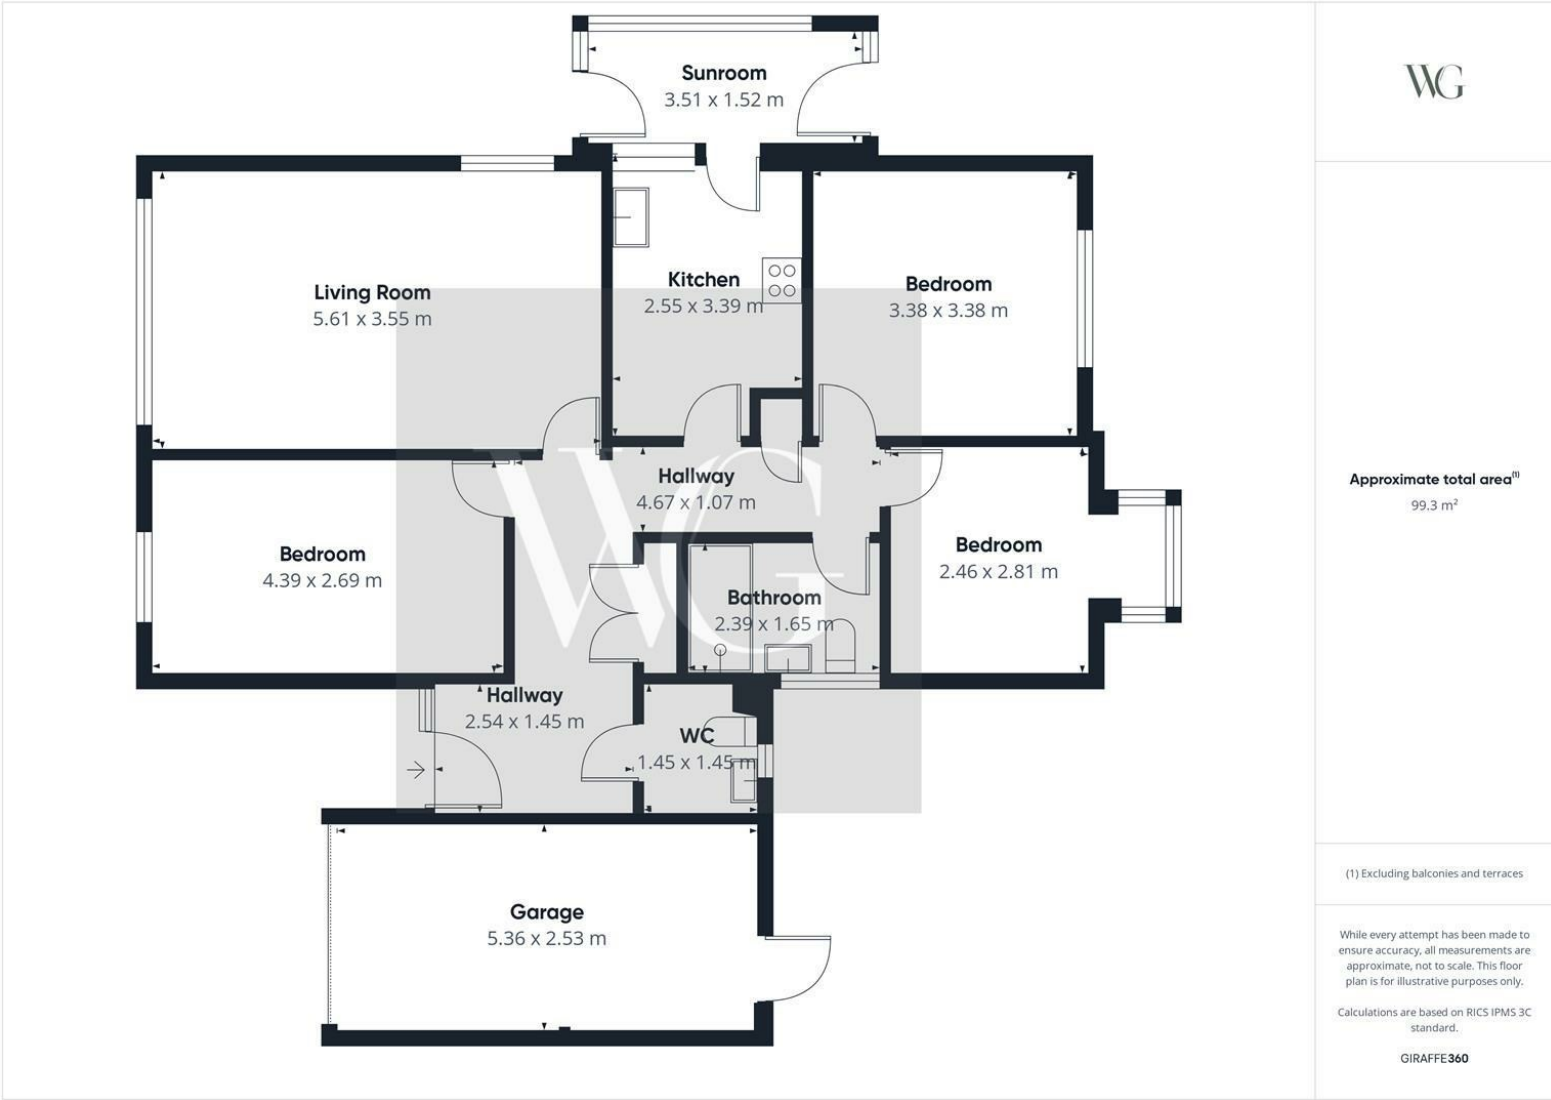 Sunroom
3.51 x 1.52 m
Living Room
5.61 x 3.55 m
Kitchen
2.55 x 3.39 m
Bedroom
3.38 x 3.38 m
Hallway
4.67 x 1.07 m
Bedroom
4.39 x 2.69 m
Bedroom
2.46 x 2.81 m
Bathroom
2.39 x 1.65 m
Hallway
2.54 x 1.45 m
WC
1.45 x 1.45 m
Garage
5.36 x 2.53 m
WG
WG
Approximate total area(1)
99.3 m²
(1) Excluding balconies and terraces
While every attempt has been made to
ensure accuracy, all measurements are
approximate, not to scale. This floor
plan is for illustrative purposes only.
Calculations are based on RICS IPMS 3C
standard.
GIRAFFE360